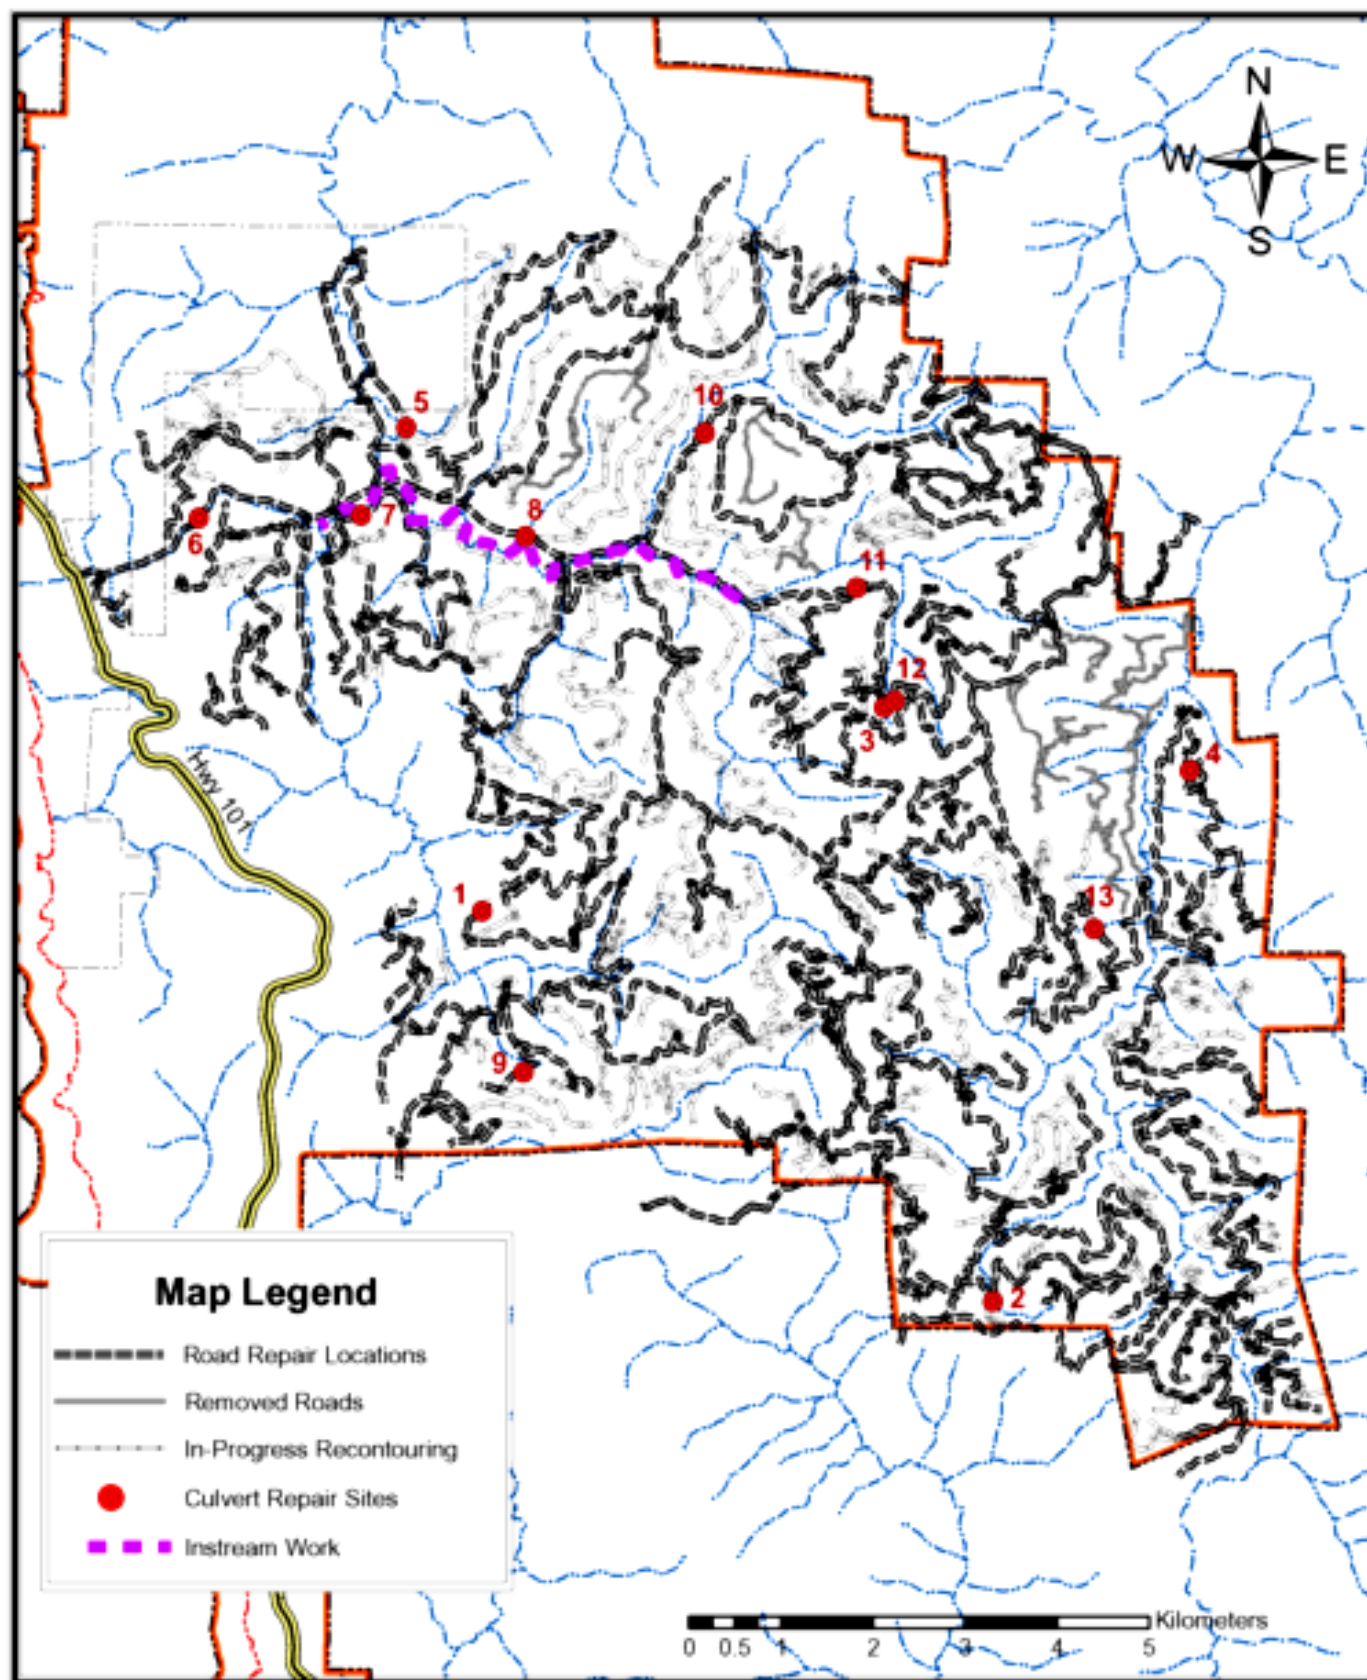 N
W E
S
5
10
6
7
8
11
12
3
4
Hwy 101
1
13
9
2
Map Legend
Road Repair Locations
Removed Roads
In-Progress Recontouring
Culvert Repair Sites
Instream Work
Kilometers
0 0.5 1 2 3 4 5